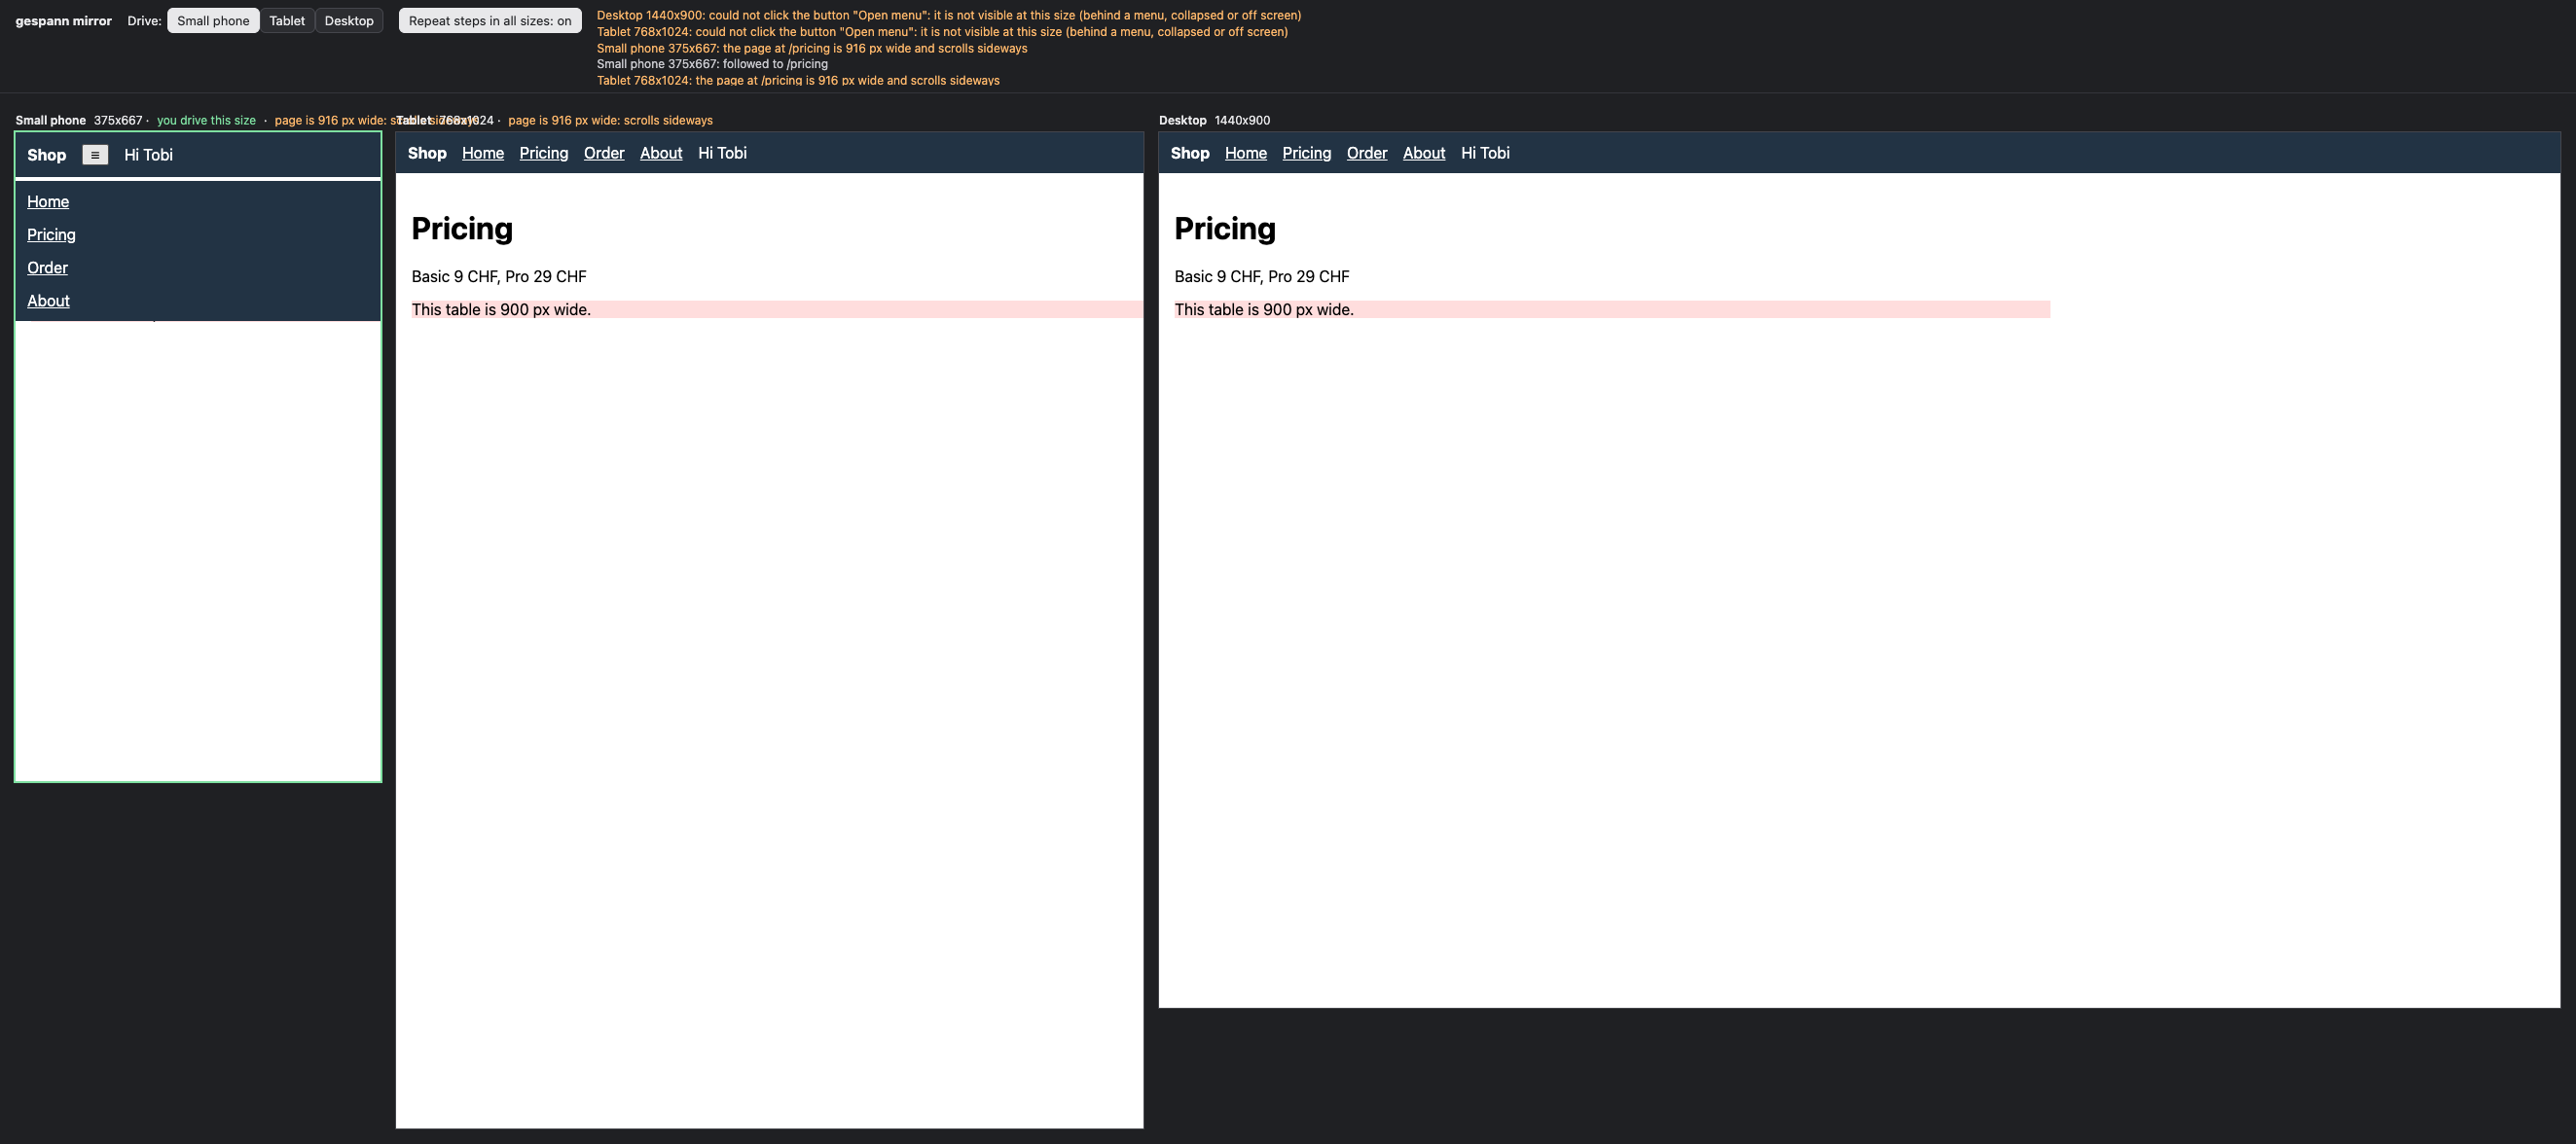 gespann mirror Drive: Small phone Tablet Desktop Repeat steps in all sizes: on
Desktop 1440x900: could not click the button "Open menu": it is not visible at this size (behind a menu, collapsed or off screen)
Tablet 768x1024: could not click the button "Open menu": it is not visible at this size (behind a menu, collapsed or off screen)
Small phone 375x667: the page at /pricing is 916 px wide and scrolls sideways
Small phone 375x667: followed to /pricing
Tablet 768x1024: the page at /pricing is 916 px wide and scrolls sideways
Small phone 375x667 · you drive this size · page is 916 px wide: scrolls sideways
Shop ≡ Hi Tobi
Home
Pricing
Order
About
Tablet 768x1024 · page is 916 px wide: scrolls sideways
Shop Home Pricing Order About Hi Tobi
Pricing
Basic 9 CHF, Pro 29 CHF
This table is 900 px wide.
Desktop 1440x900
Shop Home Pricing Order About Hi Tobi
Pricing
Basic 9 CHF, Pro 29 CHF
This table is 900 px wide.